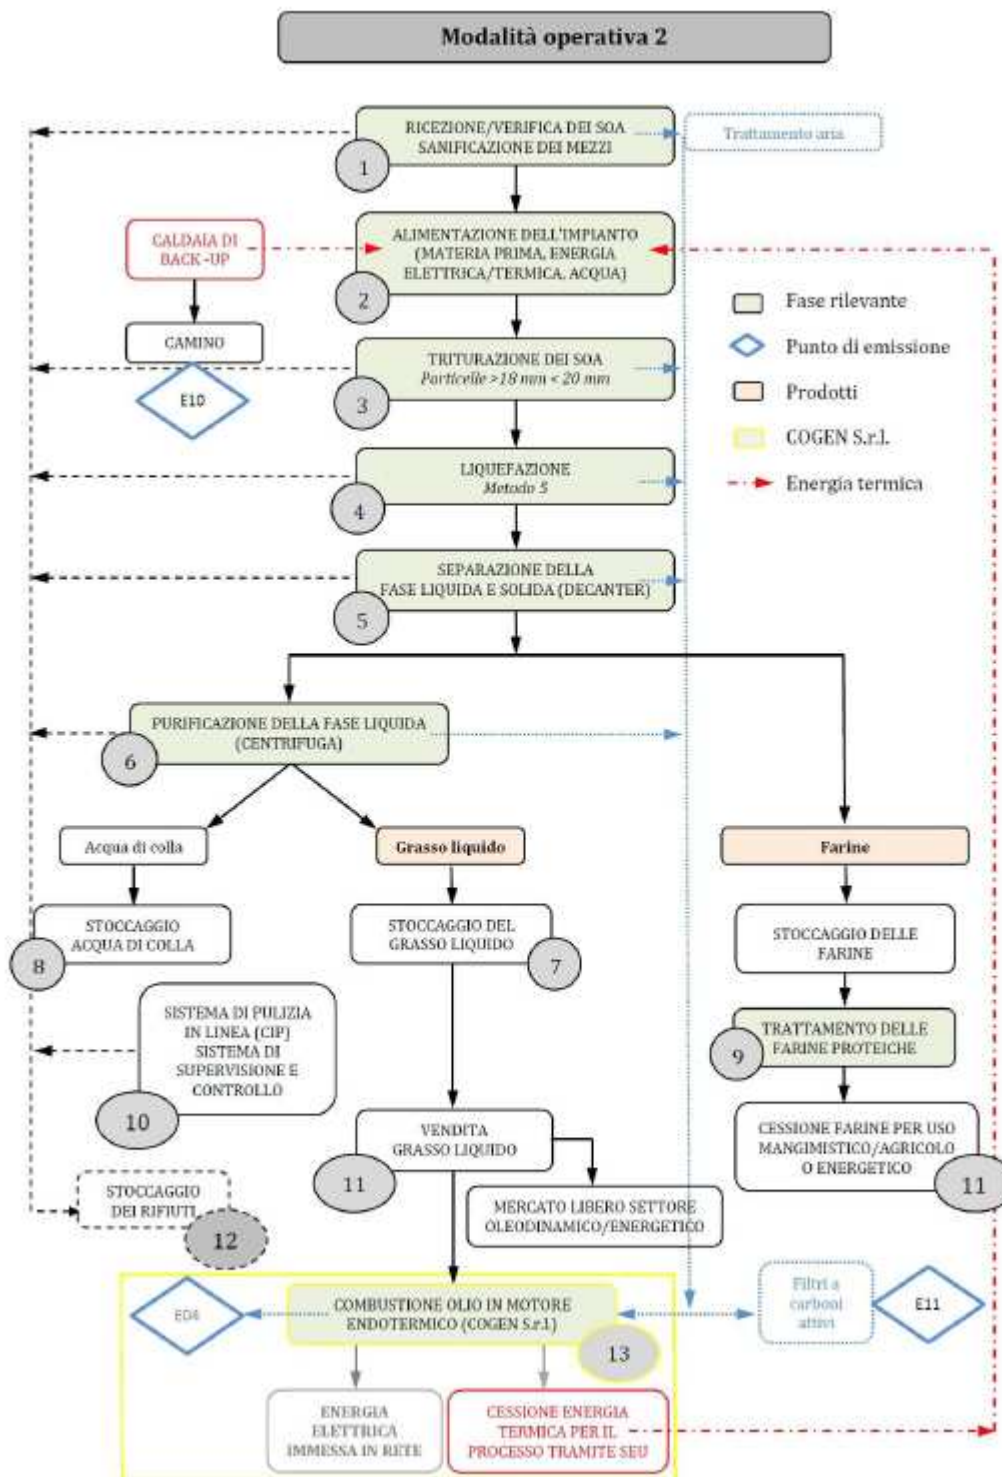 Modalità operativa 2
RICEZIONE/VERIFICA DEI SOA
SANIFICAZIONE DEI MEZZI
1
Trattamento aria
CALDAIA DI
BACK -UP
ALIMENTAZIONE DELL'IMPIANTO
(MATERIA PRIMA, ENERGIA
ELETTRICA/TERMICA, ACQUA)
2
CAMINO
E10
TRITURAZIONE DEI SOA
Particelle >18 mm < 20 mm
3
Fase rilevante
Punto di emissione
Prodotti
COGEN S.r.l.
Energia termica
LIQUEFAZIONE
Metodo 5
4
SEPARAZIONE DELLA
FASE LIQUIDA E SOLIDA (DECANTER)
5
PURIFICAZIONE DELLA FASE LIQUIDA
(CENTRIFUGA)
6
Acqua di colla
Grasso liquido
Farine
STOCCAGGIO
ACQUA DI COLLA
8
STOCCAGGIO DEL
GRASSO LIQUIDO
7
STOCCAGGIO DELLE
FARINE
TRATTAMENTO DELLE
FARINE PROTEICHE
9
SISTEMA DI PULIZIA
IN LINEA (CIP)
SISTEMA DI
SUPERVISIONE E
CONTROLLO
10
VENDITA
GRASSO LIQUIDO
11
CESSIONE FARINE PER USO
MANGIMISTICO/AGRICOLO
O ENERGETICO
11
MERCATO LIBERO SETTORE
OLEODINAMICO/ENERGETICO
STOCCAGGIO
DEI RIFIUTI
12
COMBUSTIONE OLIO IN MOTORE
ENDOTERMICO (COGEN S.r.l.)
13
Filtri a
carboni
attivi
E11
ENERGIA
ELETTRICA
IMMESSA IN RETE
CESSIONE ENERGIA
TERMICA PER IL
PROCESSO TRAMITE SEU